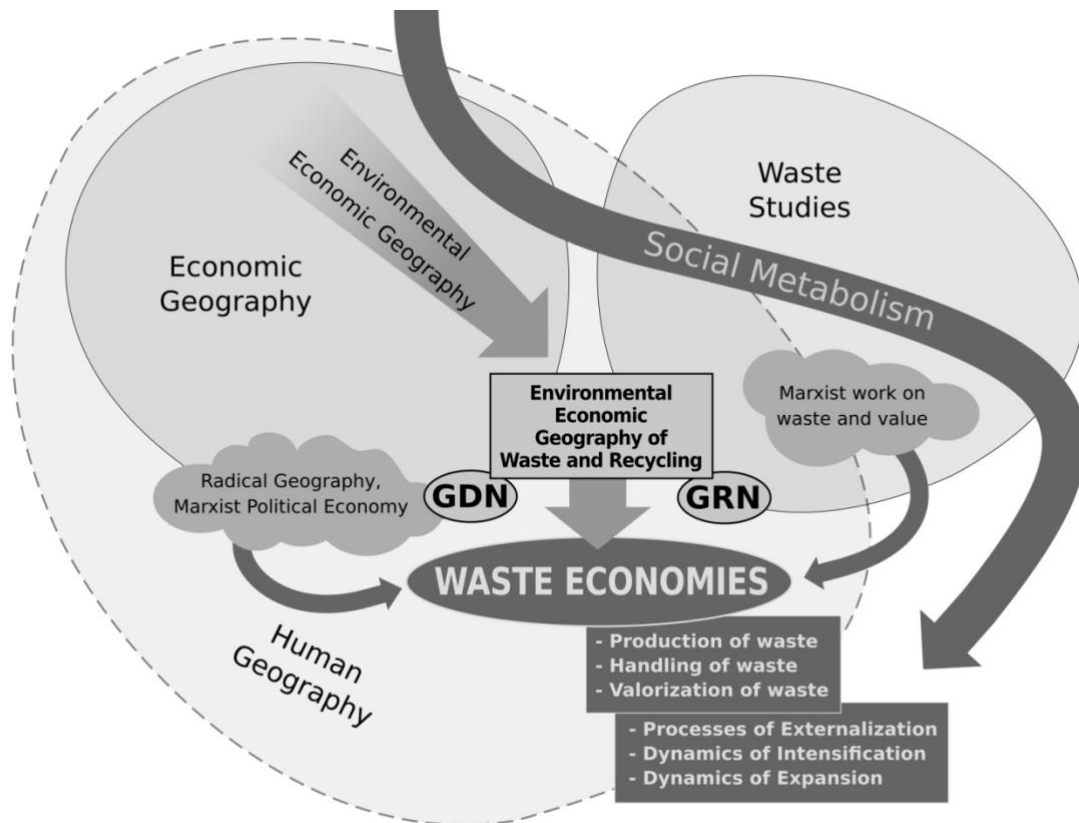 Environmental
Economic Geography
Waste
Studies
Social Metabolism
Economic
Geography
Environmental
Economic
Geography of
Waste and Recycling
Marxist work on
waste and value
Radical Geography,
Marxist Political Economy
GDN
GRN
WASTE ECONOMIES
Human
Geography
- Production of waste
- Handling of waste
- Valorization of waste
- Processes of Externalization
- Dynamics of Intensification
- Dynamics of Expansion